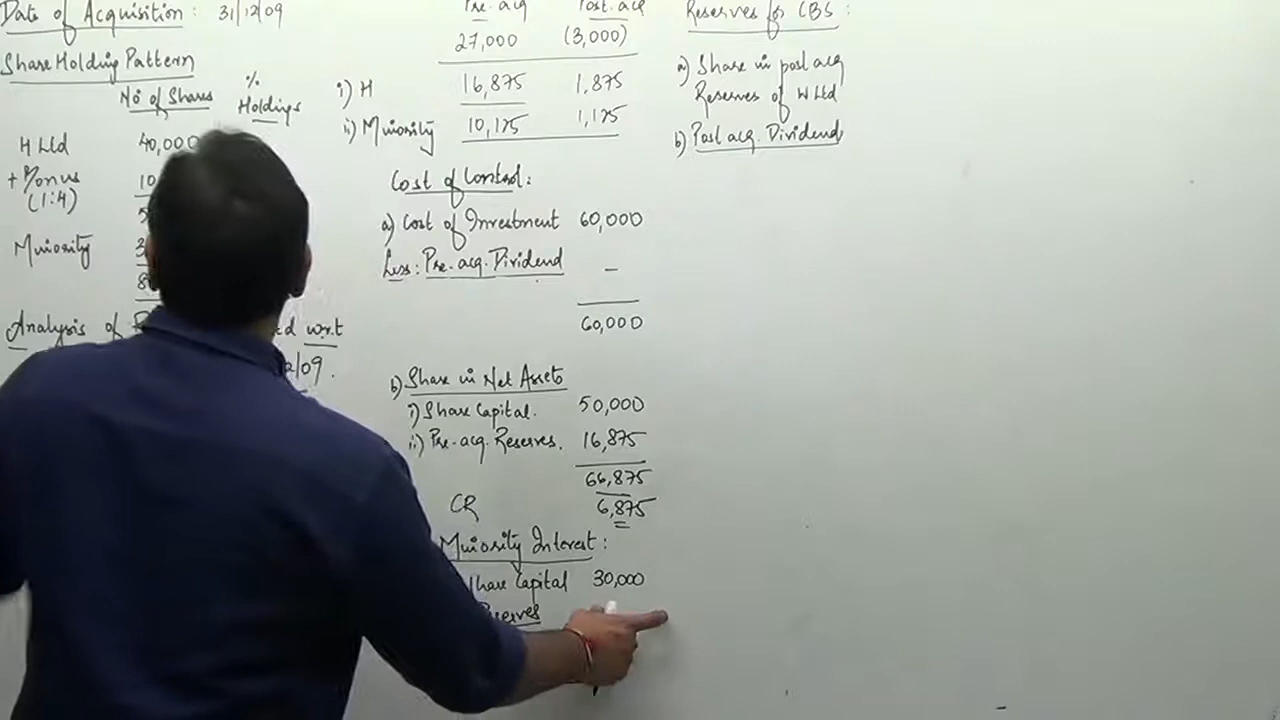 Date of Acquisition: 31/12/09
ShareHolding Pattern
No of Shares
%
Holdings
H Ltd 40,000
+ Bonus 10
(1:4)
Minority 3
8
Analysis of w.r.t
/09.
Pre. acq Post. acq
27,000 (3,000)
i) H 16,875 1,875
ii) Minority 10,125 1,125
Cost of Control:
a) Cost of Investment 60,000
Less: Pre-acq. Dividend –
60,000
b) Share in Net Assets
i) Share Capital. 50,000
ii) Pre-acq. Reserves. 16,875
66,875
CR 6,875
Minority Interest:
Share Capital 30,000
Reserves
Reserves for CBS:
a) Share in post acq
Reserves of W Ltd
b) Post acq. Dividend